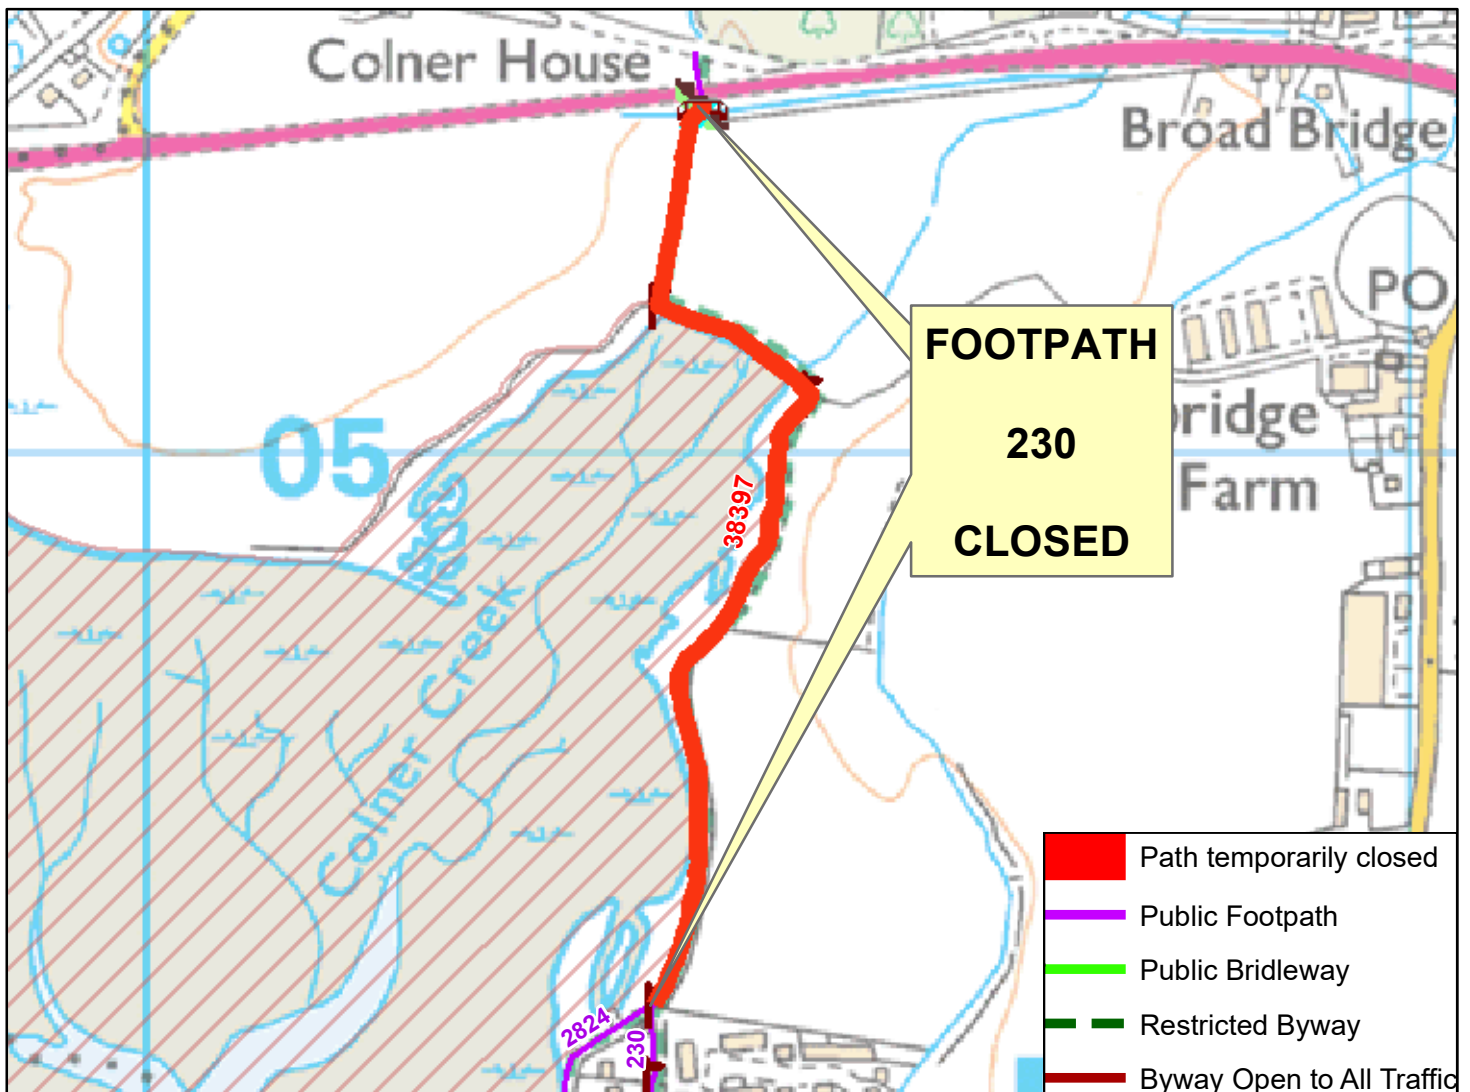 Colner House
Broad Bridge
PO
FOOTPATH
230
CLOSED
bridge
Farm
05
38397
Colner Creek
Path temporarily closed
Public Footpath
Public Bridleway
Restricted Byway
Byway Open to All Traffic
2824
230